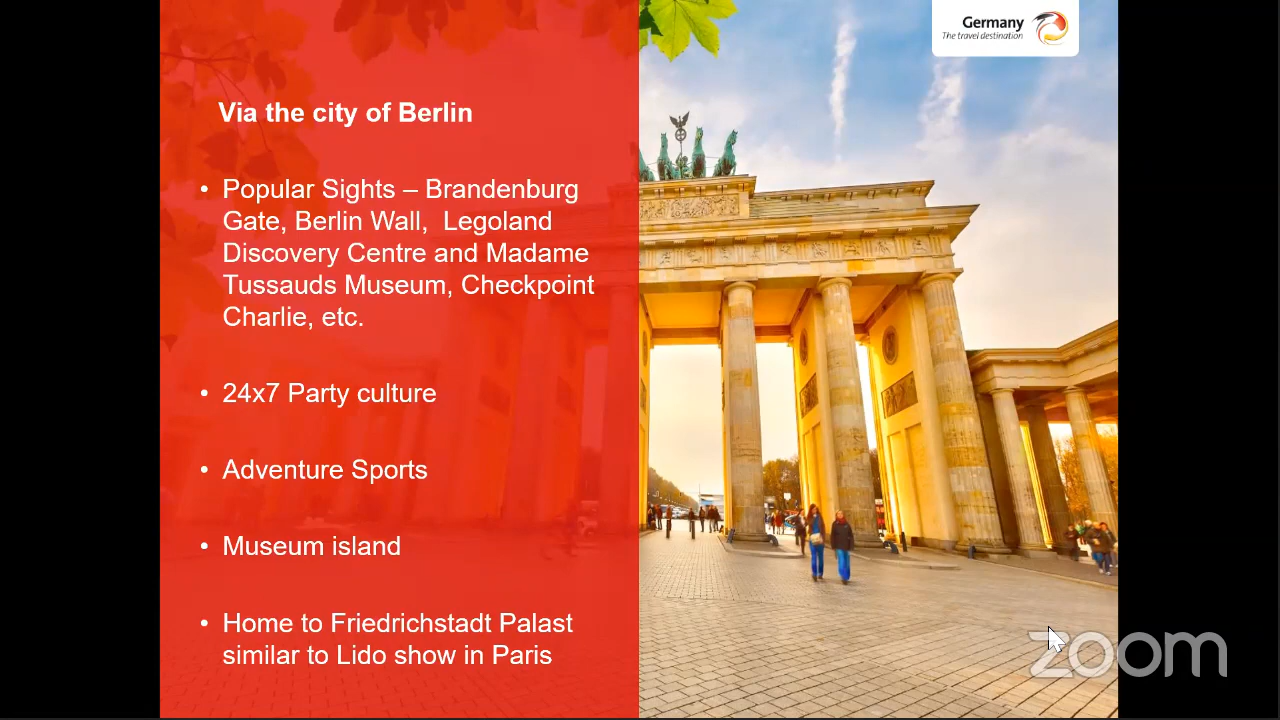 Germany
The travel destination
Via the city of Berlin
• Popular Sights – Brandenburg
Gate, Berlin Wall, Legoland
Discovery Centre and Madame
Tussauds Museum, Checkpoint
Charlie, etc.
• 24x7 Party culture
• Adventure Sports
• Museum island
• Home to Friedrichstadt Palast
similar to Lido show in Paris
zoom